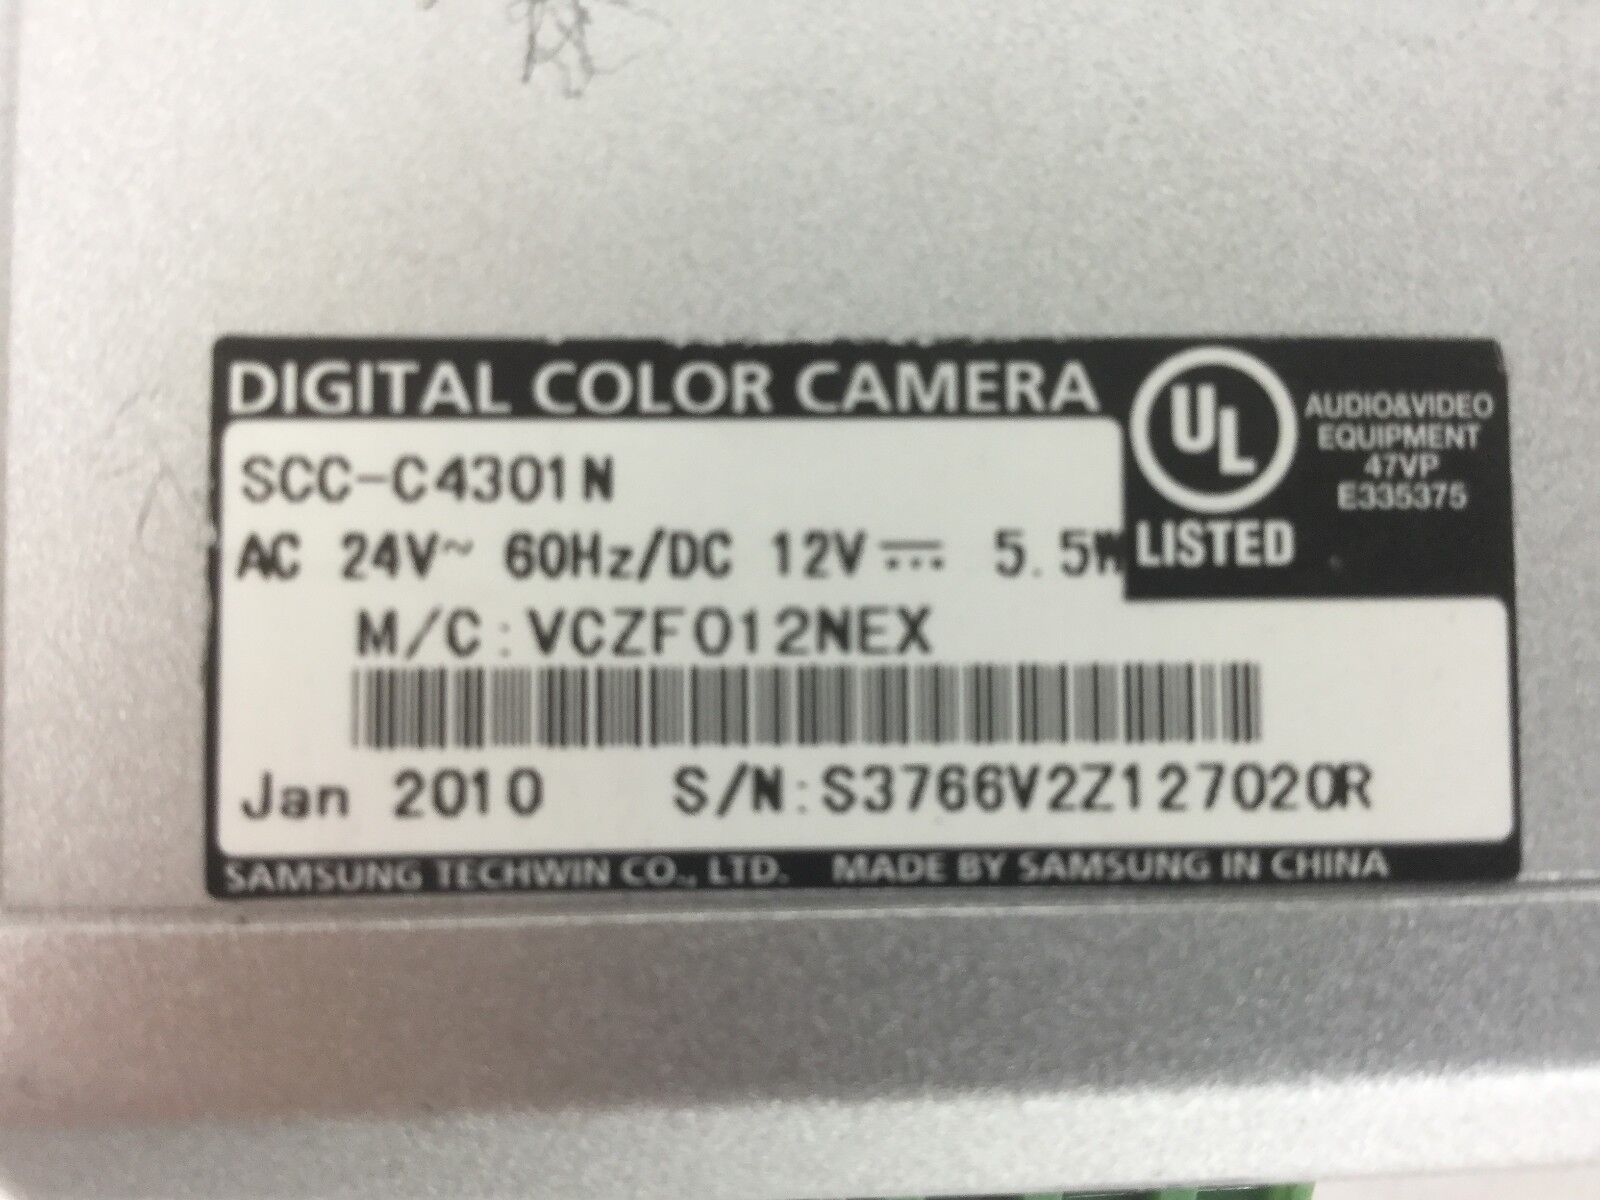 DIGITAL COLOR CAMERA
UL
LISTED
AUDIO&VIDEO
EQUIPMENT
47VP
E335375
SCC-C4301N
AC 24V~ 60Hz/DC 12V⎓ 5.5W
M/C:VCZF012NEX
Jan 2010 S/N:S3766V2Z127020R
SAMSUNG TECHWIN CO., LTD. MADE BY SAMSUNG IN CHINA